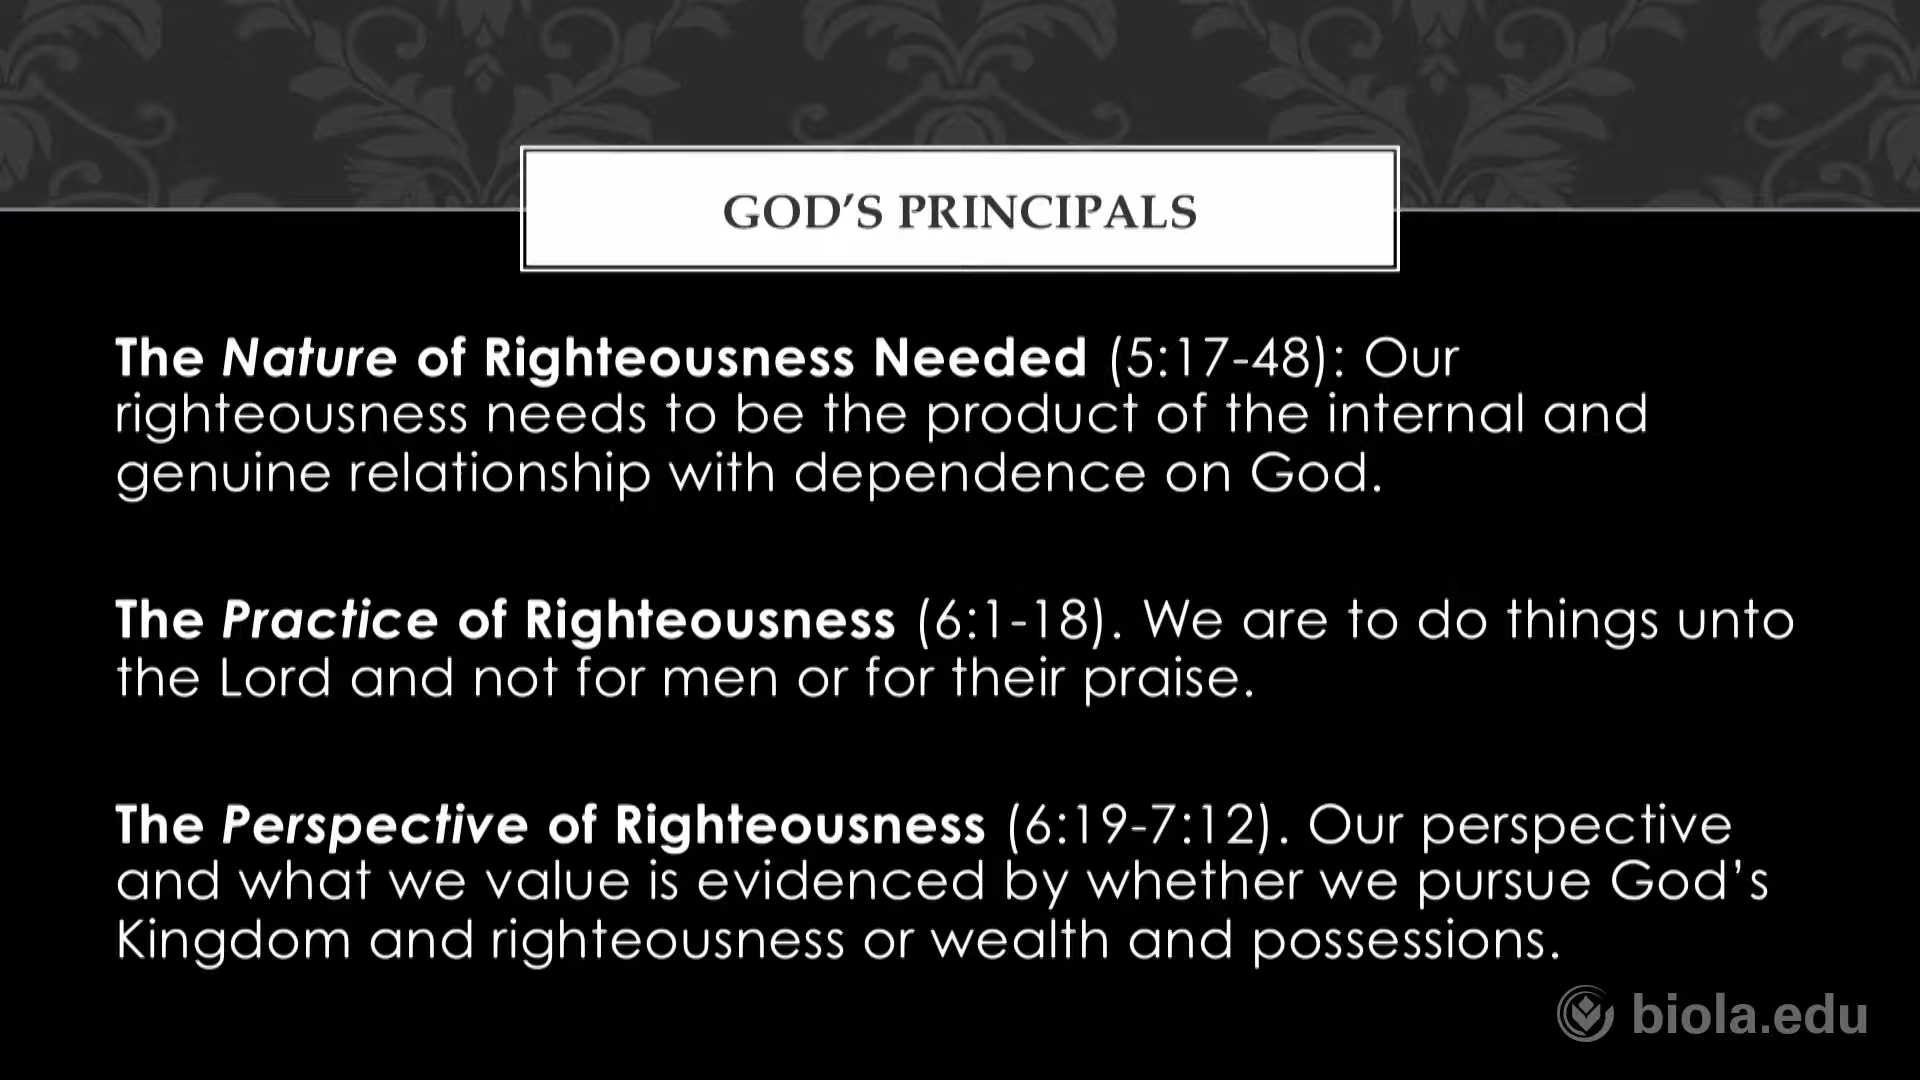 GOD'S PRINCIPALS
The Nature of Righteousness Needed (5:17-48): Our
righteousness needs to be the product of the internal and
genuine relationship with dependence on God.
The Practice of Righteousness (6:1-18). We are to do things unto
the Lord and not for men or for their praise.
The Perspective of Righteousness (6:19-7:12). Our perspective
and what we value is evidenced by whether we pursue God's
Kingdom and righteousness or wealth and possessions.
biola.edu